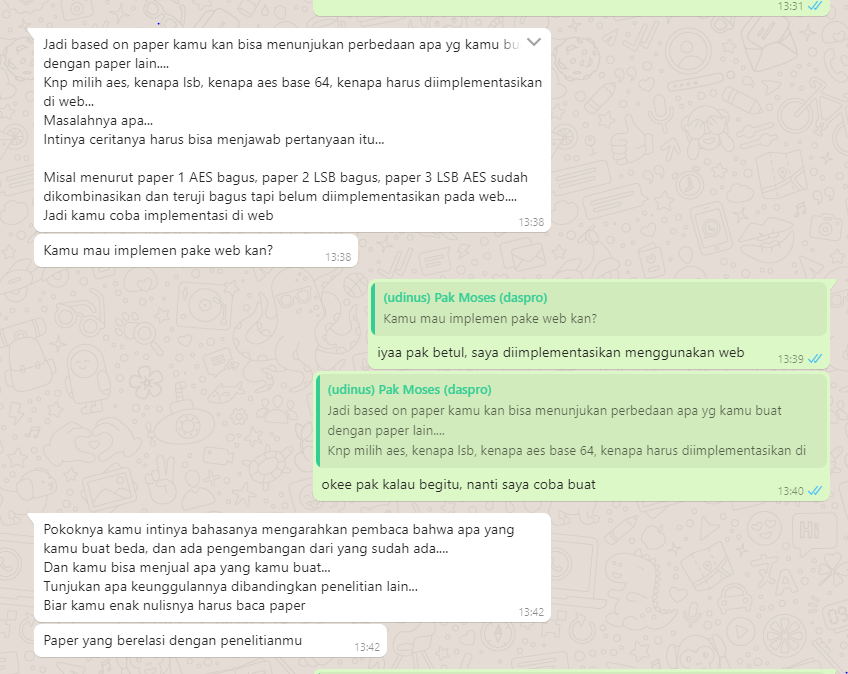 13:31
Jadi based on paper kamu kan bisa menunjukan perbedaan apa yg kamu bu
dengan paper lain....
Knp milih aes, kenapa lsb, kenapa aes base 64, kenapa harus diimplementasikan
di web...
Masalahnya apa...
Intinya ceritanya harus bisa menjawab pertanyaan itu...
Misal menurut paper 1 AES bagus, paper 2 LSB bagus, paper 3 LSB AES sudah
dikombinasikan dan teruji bagus tapi belum diimplementasikan pada web....
Jadi kamu coba implementasi di web
13:38
Kamu mau implemen pake web kan?
13:38
(udinus) Pak Moses (daspro)
Kamu mau implemen pake web kan?
iyaa pak betul, saya diimplementasikan menggunakan web
13:39
(udinus) Pak Moses (daspro)
Jadi based on paper kamu kan bisa menunjukan perbedaan apa yg kamu buat
dengan paper lain....
Knp milih aes, kenapa lsb, kenapa aes base 64, kenapa harus diimplementasikan di
okee pak kalau begitu, nanti saya coba buat
13:40
Pokoknya kamu intinya bahasanya mengarahkan pembaca bahwa apa yang
kamu buat beda, dan ada pengembangan dari yang sudah ada....
Dan kamu bisa menjual apa yang kamu buat...
Tunjukan apa keunggulannya dibandingkan penelitian lain...
Biar kamu enak nulisnya harus baca paper
13:42
Paper yang berelasi dengan penelitianmu
13:42